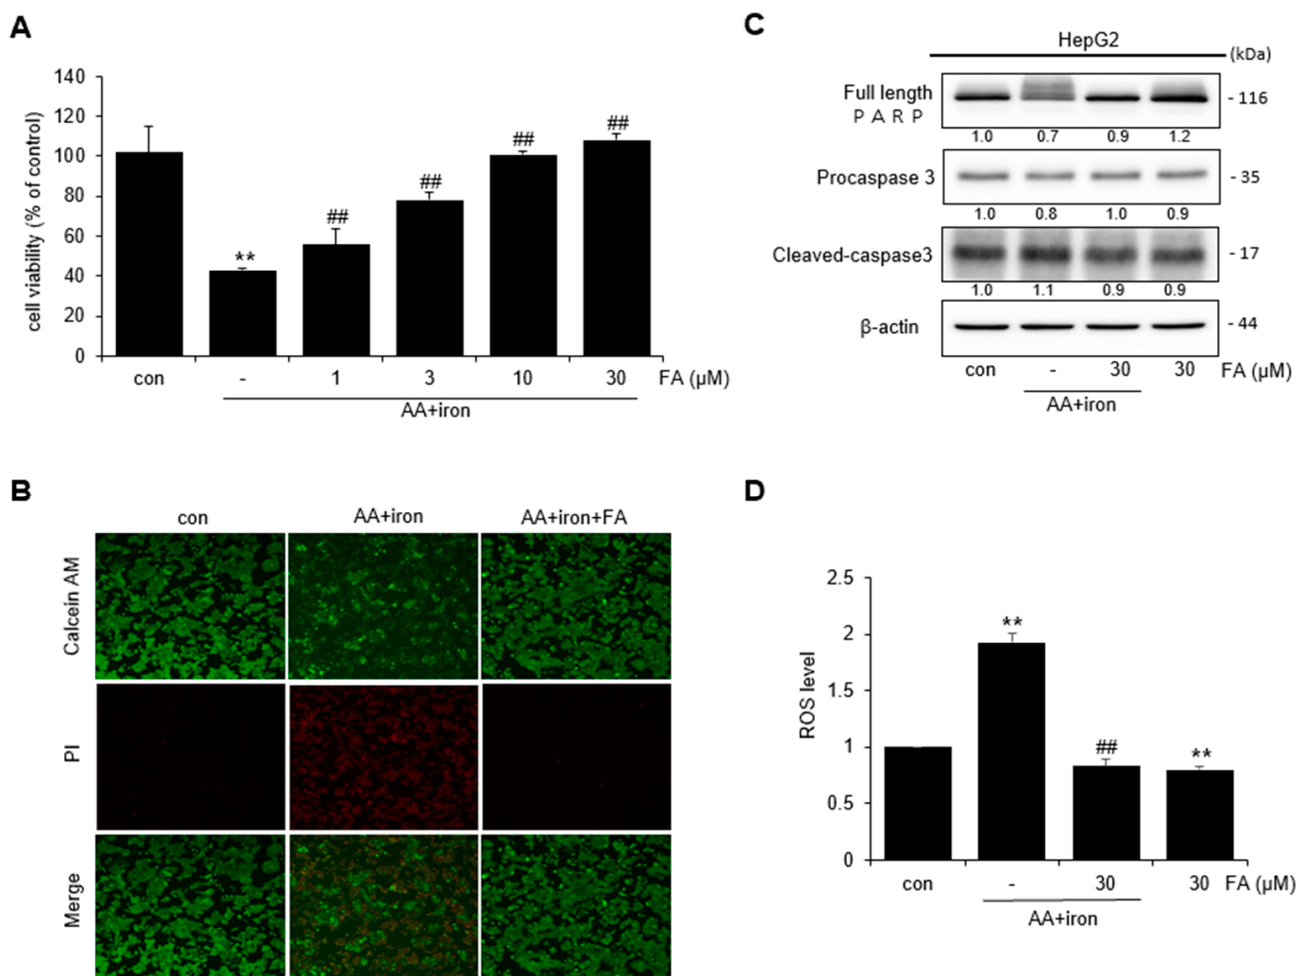 A
cell viability (% of control)
140
120
100
80
60
40
20
0
**
##
##
##
##
con - 1 3 10 30 FA (µM)
AA+iron
C
HepG2
(kDa)
Full length
P A R P
- 116
1.0 0.7 0.9 1.2
Procaspase 3
- 35
1.0 0.8 1.0 0.9
Cleaved-caspase3
- 17
1.0 1.1 0.9 0.9
β-actin
- 44
con - 30 30 FA (µM)
AA+iron
B
con AA+iron AA+iron+FA
Calcein AM
PI
Merge
D
ROS level
2.5
2
1.5
1
0.5
0
**
##
**
con - 30 30 FA (µM)
AA+iron